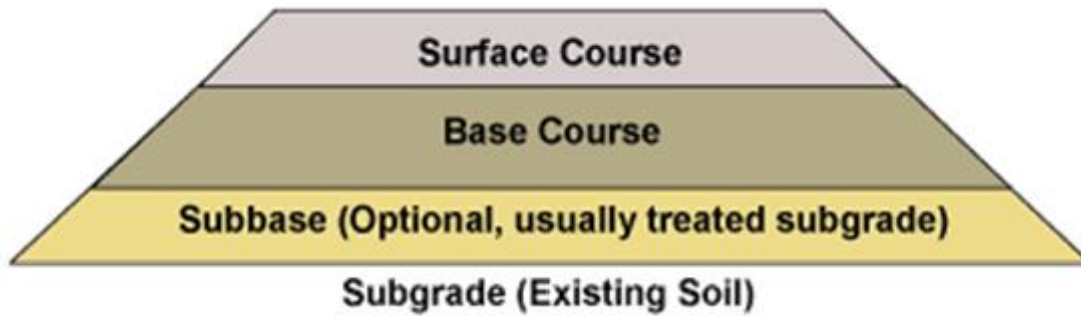 Surface Course
Base Course
Subbase (Optional, usually treated subgrade)
Subgrade (Existing Soil)